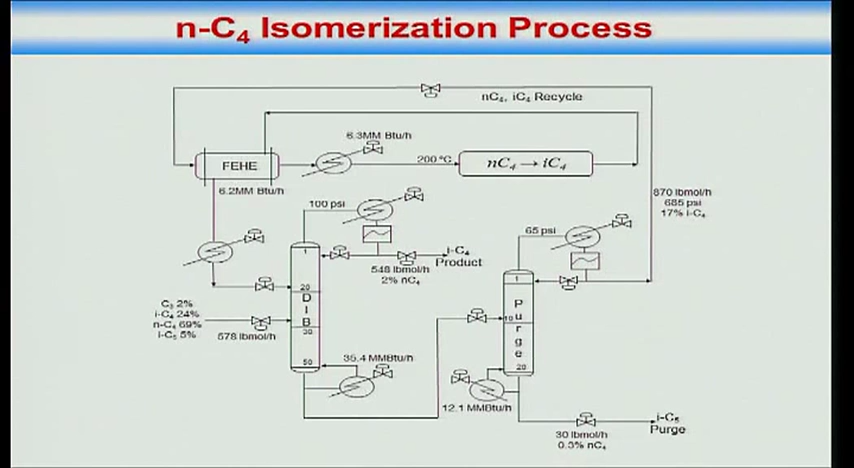 n-C4 Isomerization Process
nC4, iC4 Recycle
6.3MM Btu/h
FEHE
200 ºC
nC4 → iC4
6.2MM Btu/h
870 lbmol/h
685 psi
17% i-C4
100 psi
65 psi
1
i-C4
Product
548 lbmol/h
2% nC4
1
20
DIB
30
50
C3 2%
i-C4 24%
n-C4 69%
i-C5 5%
578 lbmol/h
10
Purge
20
35.4 MMBtu/h
12.1 MMBtu/h
i-C5
Purge
30 lbmol/h
0.3% nC4